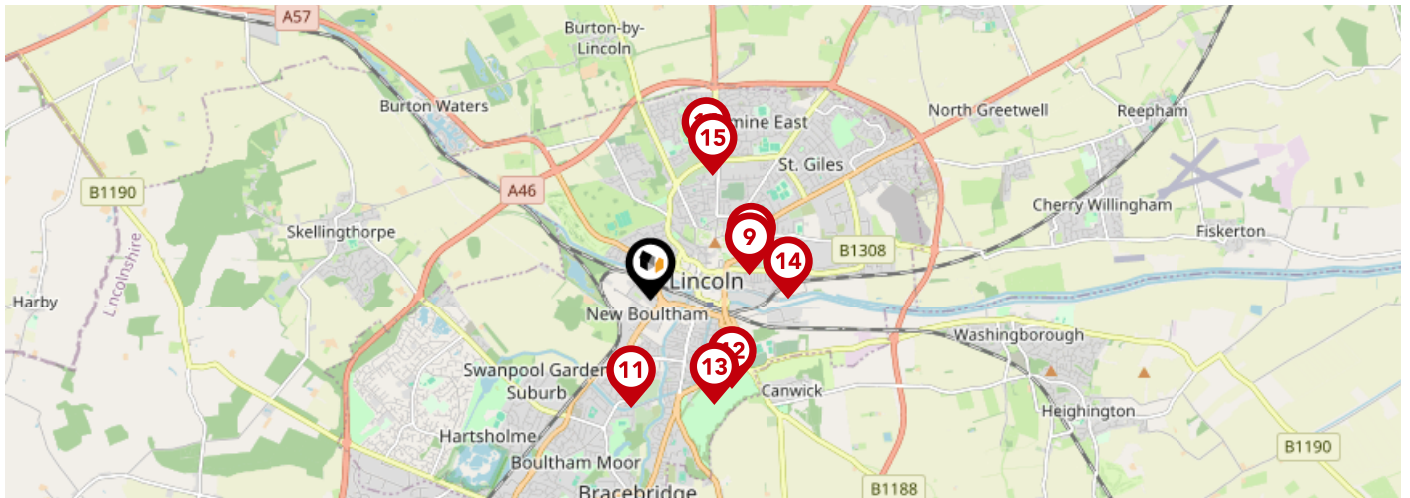 A57
Burton-by-
Lincoln
Burton Waters
North Greetwell
Reepham
mine East
15
St. Giles
B1190
A46
Cherry Willingham
Skellingthorpe
Fiskerton
9
B1308
14
Lincoln
Lincolnshire
Harby
New Boultham
Washingborough
12
13
11
Swanpool Garden
Suburb
Canwick
Heighington
Hartsholme
B1190
Boultham Moor
B1188
Bracebridge